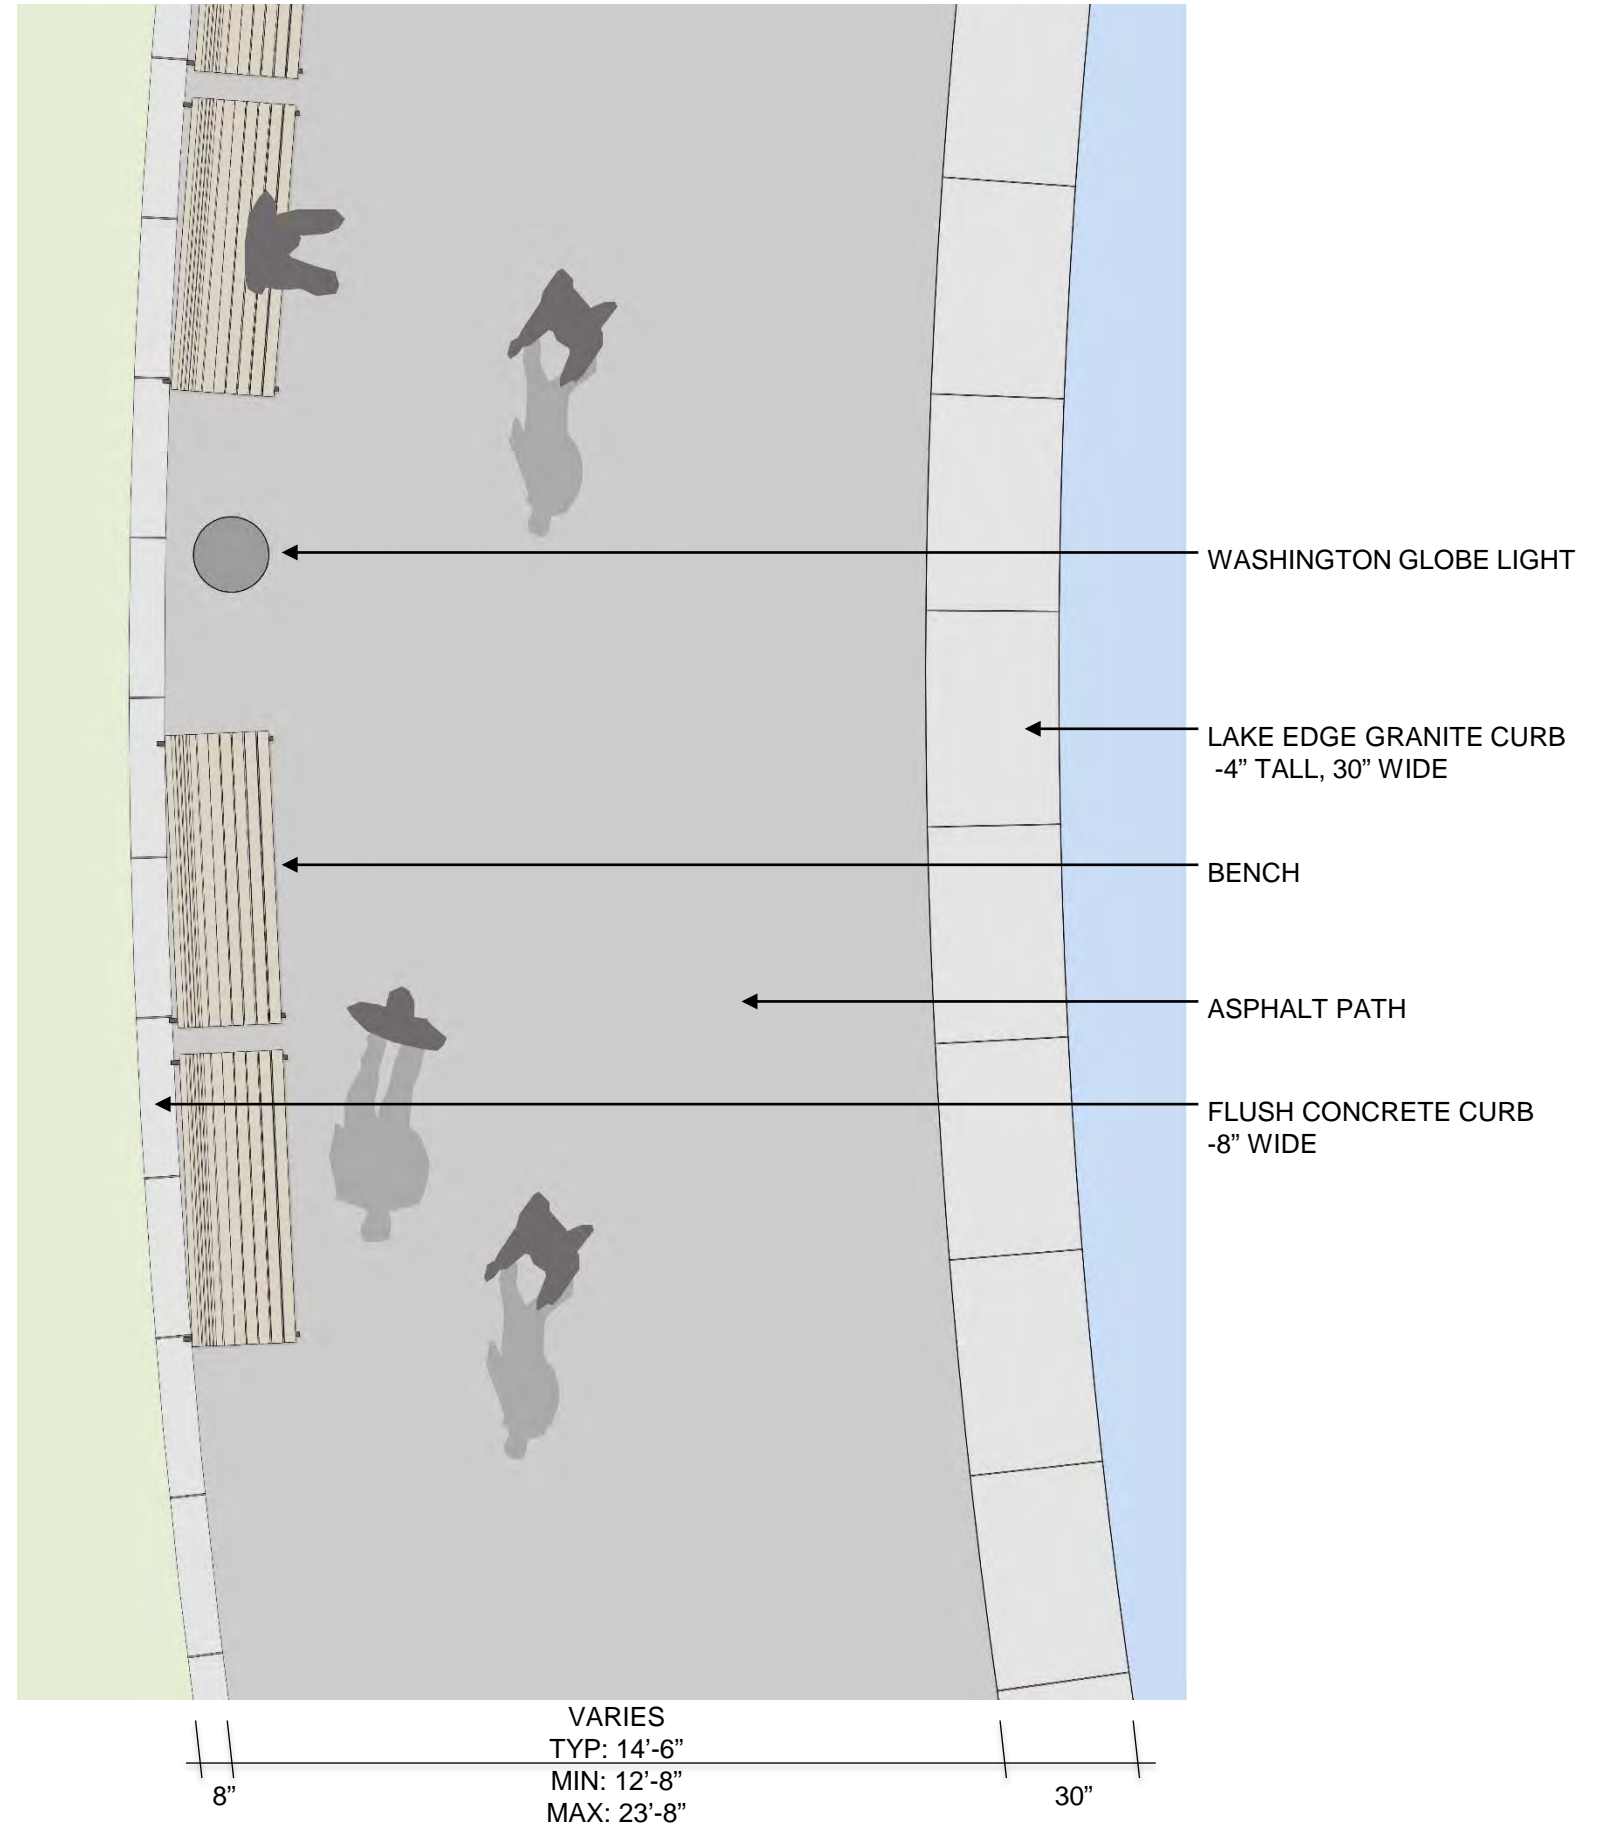 WASHINGTON GLOBE LIGHT
LAKE EDGE GRANITE CURB
-4” TALL, 30” WIDE
BENCH
ASPHALT PATH
FLUSH CONCRETE CURB
-8” WIDE
VARIES
TYP: 14’-6”
MIN: 12’-8”
MAX: 23’-8”
8”
30”